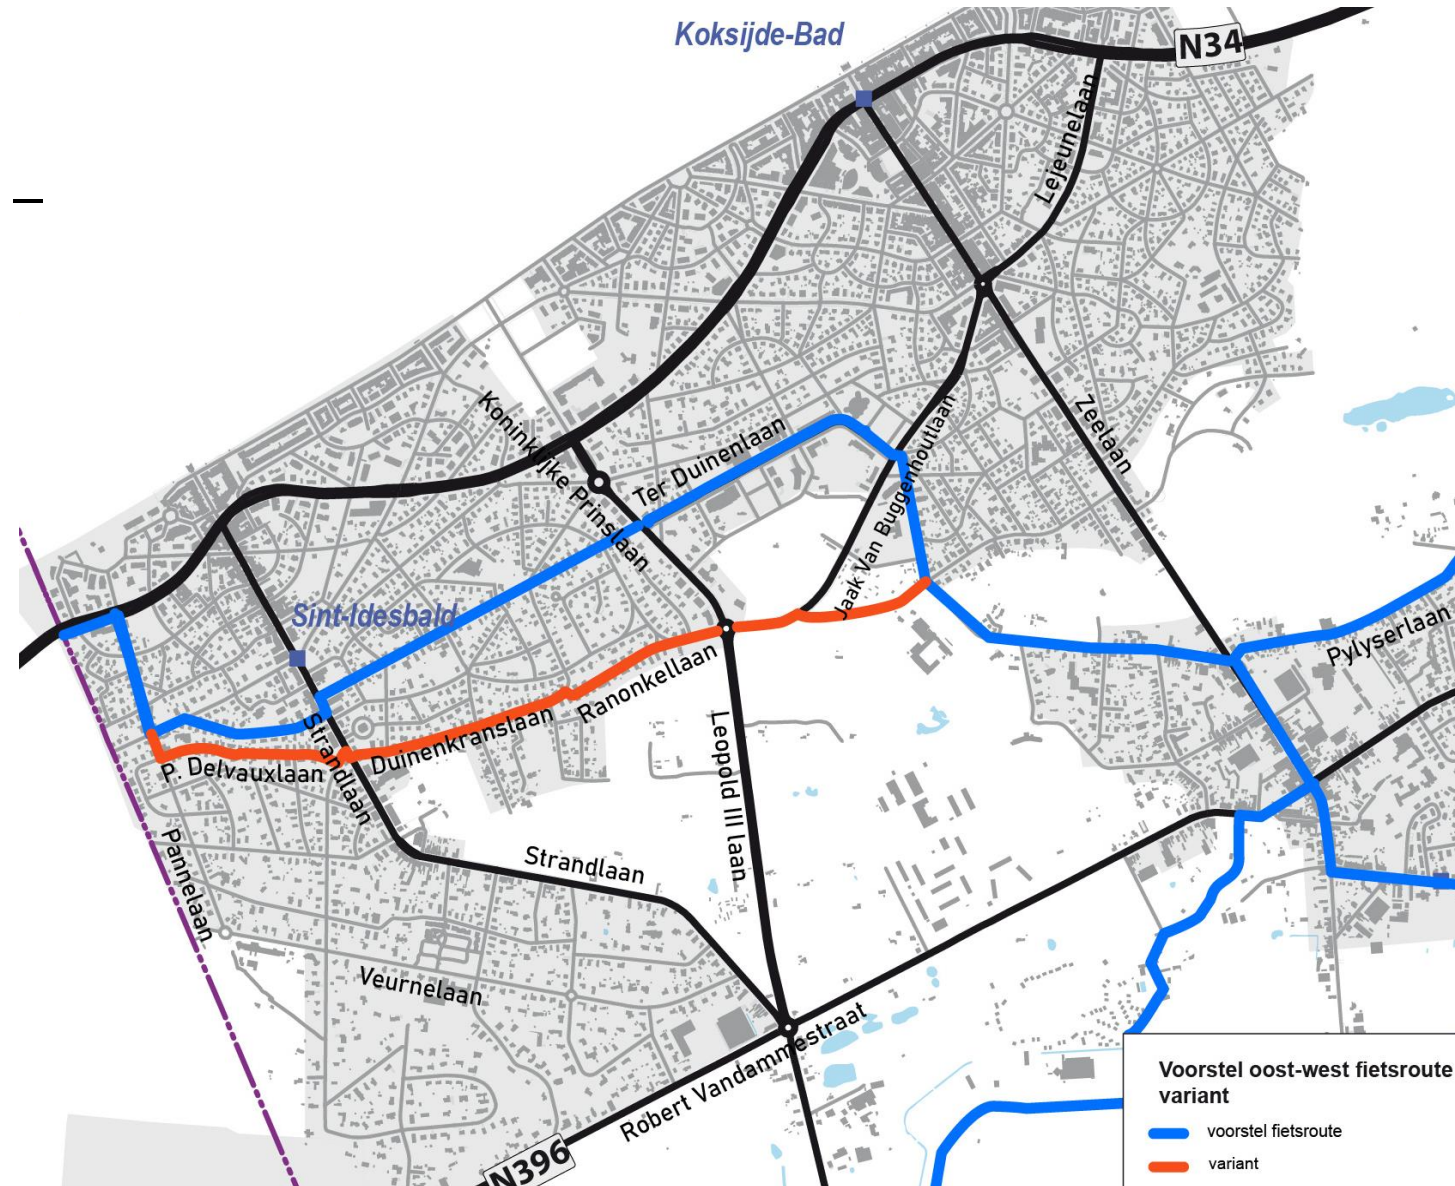 Koksijde-Bad
N34
Lejeunelaan
Koninklijke Prinslaan
Ter Duinenlaan
Zeelaan
Jaak Van Buggenhoutlaan
Sint-Idesbald
Pylyserlaan
Ranonkellaan
Duinenkranslaan
Strandlaan
P. Delvauxlaan
Leopold III laan
Pannelaan
Strandlaan
Veurnelaan
Robert Vandammestraat
N396
Voorstel oost-west fietsroute
variant
voorstel fietsroute
variant